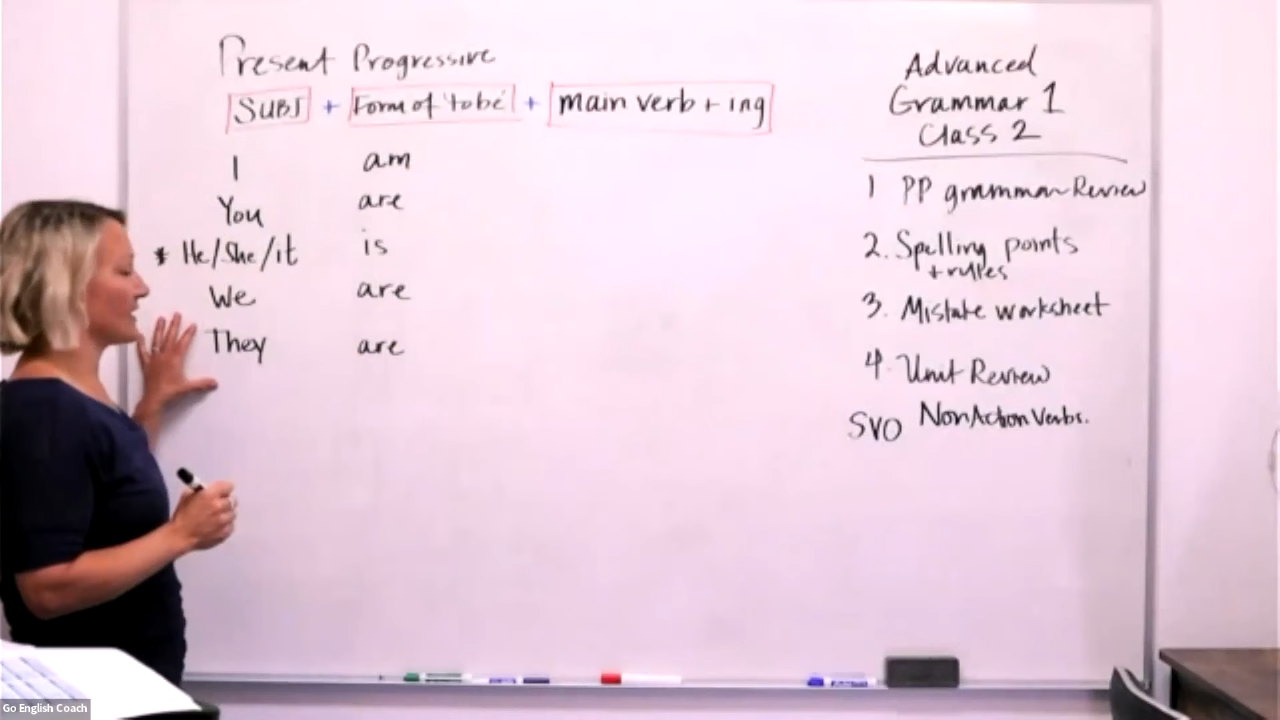 Present Progressive
SUBJ + Form of 'to be' + main verb + ing
I am
You are
* He/She/it is
We are
They are
Advanced
Grammar 1
Class 2
1 PP grammar Review
2. Spelling points
+ rules
3. Mistake worksheet
4. Unit Review
SVO Non Action Verbs.
Go English Coach